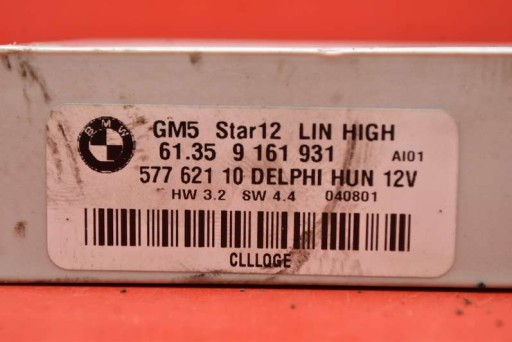 BMW
GM5 Star12 LIN HIGH
61.35 9 161 931 AI01
577 621 10 DELPHI HUN 12V
HW 3.2 SW 4.4 040801
CLLLQGE